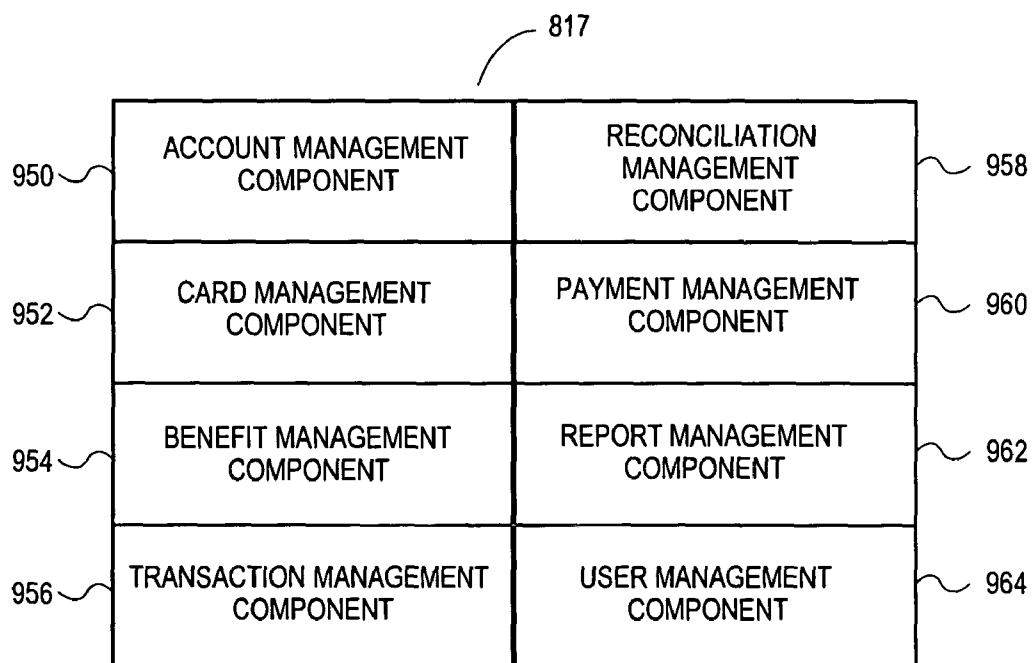 817
950
ACCOUNT MANAGEMENT
COMPONENT
RECONCILIATION
MANAGEMENT
COMPONENT
958
952
CARD MANAGEMENT
COMPONENT
PAYMENT MANAGEMENT
COMPONENT
960
954
BENEFIT MANAGEMENT
COMPONENT
REPORT MANAGEMENT
COMPONENT
962
956
TRANSACTION MANAGEMENT
COMPONENT
USER MANAGEMENT
COMPONENT
964